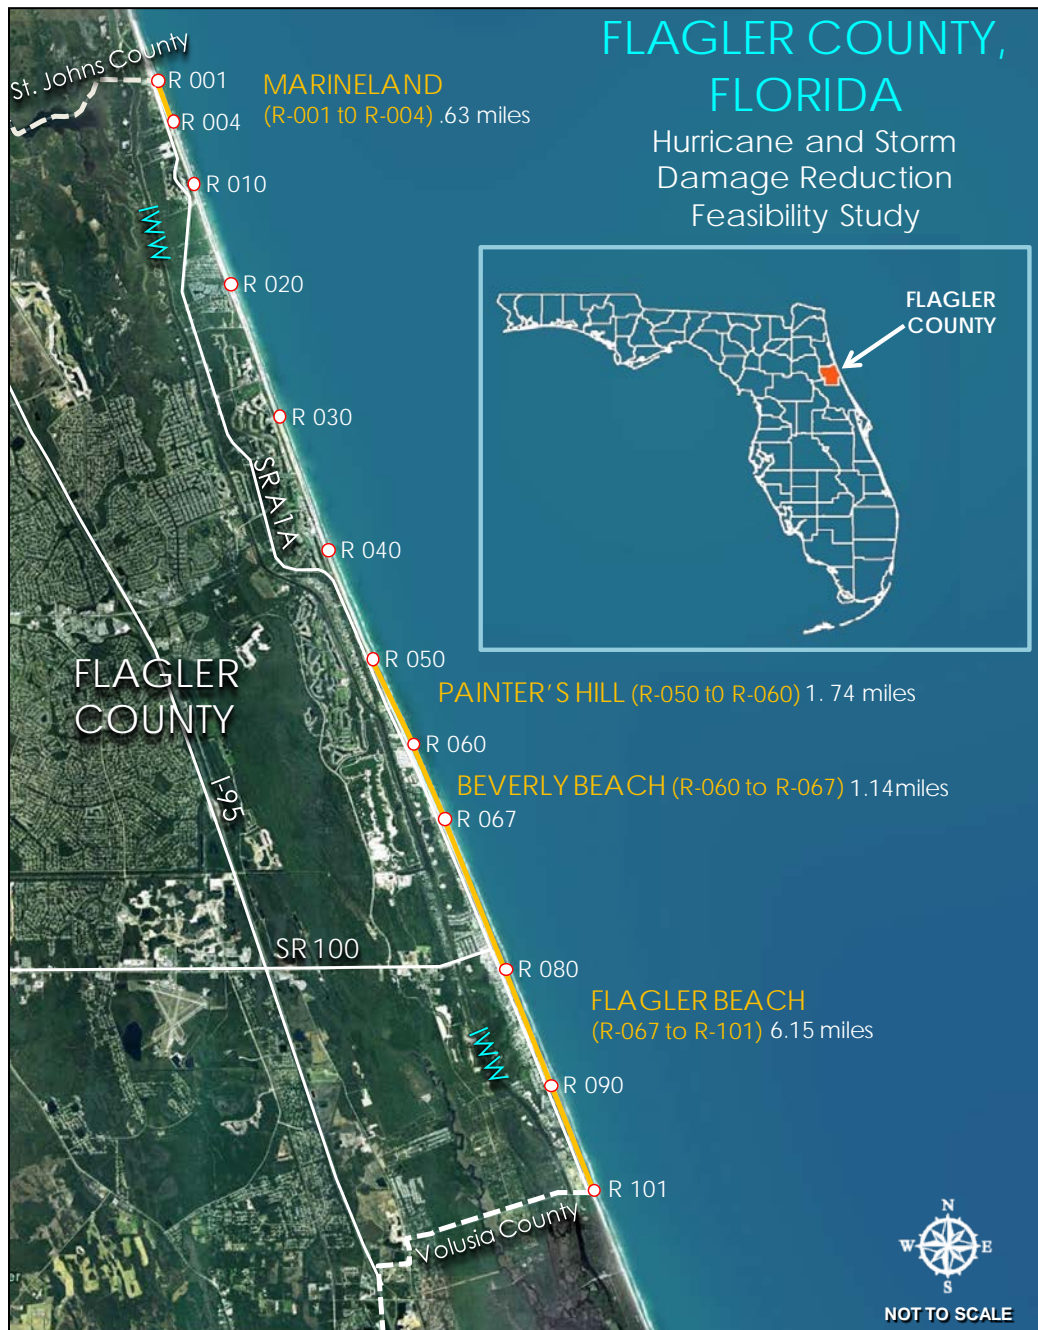 FLAGLER COUNTY,
FLORIDA
Hurricane and Storm
Damage Reduction
Feasibility Study
St. Johns County
R 001
MARINELAND
(R-001 to R-004) .63 miles
R 004
R 010
IWW
R 020
FLAGLER
COUNTY
R 030
SR A1A
R 040
R 050
FLAGLER
COUNTY
PAINTER'S HILL (R-050 to R-060) 1. 74 miles
R 060
BEVERLY BEACH (R-060 to R-067) 1.14miles
I-95
R 067
SR 100
R 080
FLAGLER BEACH
(R-067 to R-101) 6.15 miles
IWW
R 090
R 101
Volusia County
N
W E
S
NOT TO SCALE